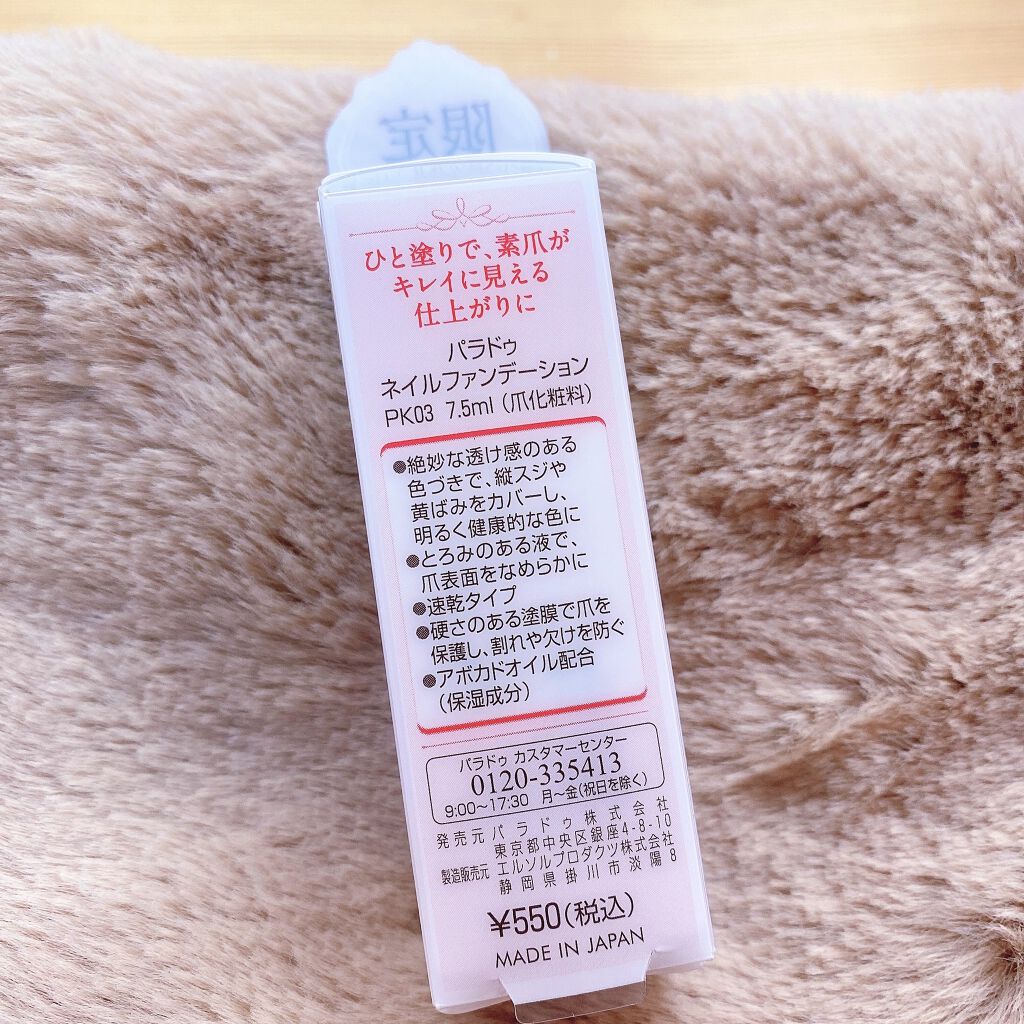 限定
ひと塗りで、素爪が
キレイに見える
仕上がりに
パラドゥ
ネイルファンデーション
PK03 7.5ml（爪化粧料）
●絶妙な透け感のある
色づきで、縦スジや
黄ばみをカバーし、
明るく健康的な色に
●とろみのある液で、
爪表面をなめらかに
●速乾タイプ
●硬さのある塗膜で爪を
保護し、割れや欠けを防ぐ
●アボカドオイル配合
（保湿成分）
パラドゥ カスタマーセンター
0120-335413
9:00～17:30 月～金(祝日を除く)
発売元 パラドゥ株式会社
東京都中央区銀座4-8-10
製造販売元 エルソルプロダクツ株式会社
静岡県掛川市淡陽8
¥550(税込)
MADE IN JAPAN